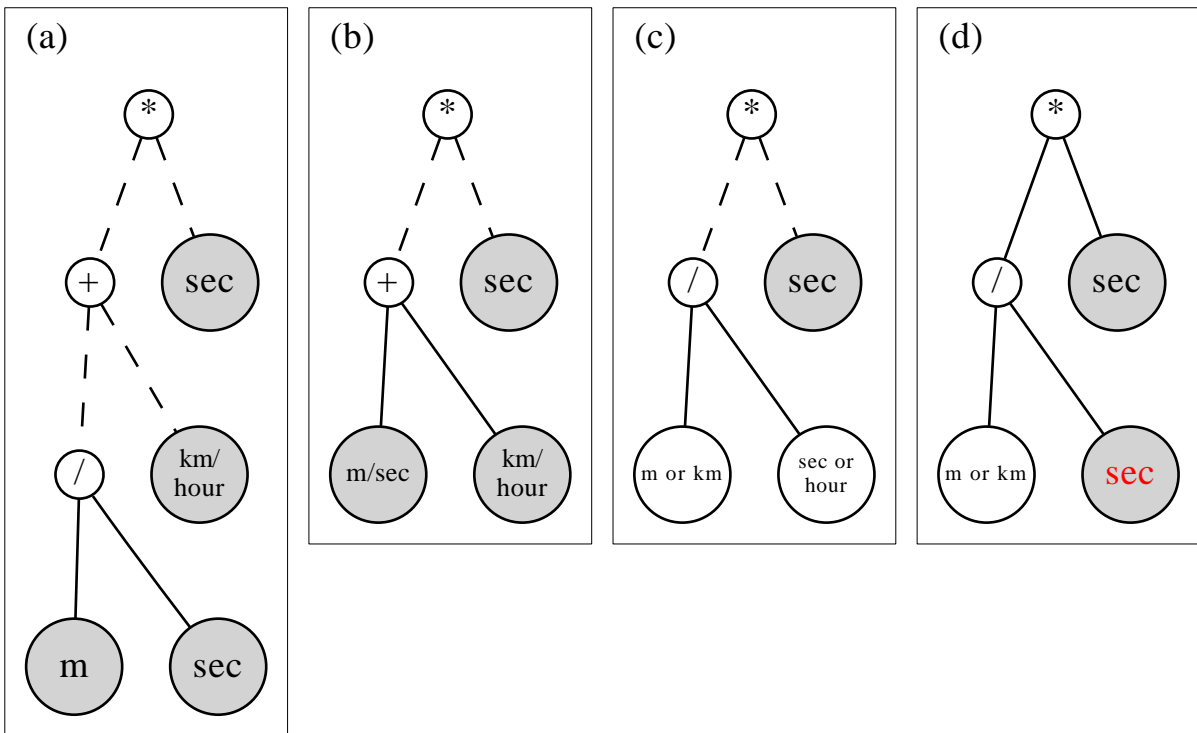 (a)
*
+
sec
/
km/
hour
m
sec
(b)
*
+
sec
m/sec
km/
hour
(c)
*
/
sec
m or km
sec or
hour
(d)
*
/
sec
m or km
sec